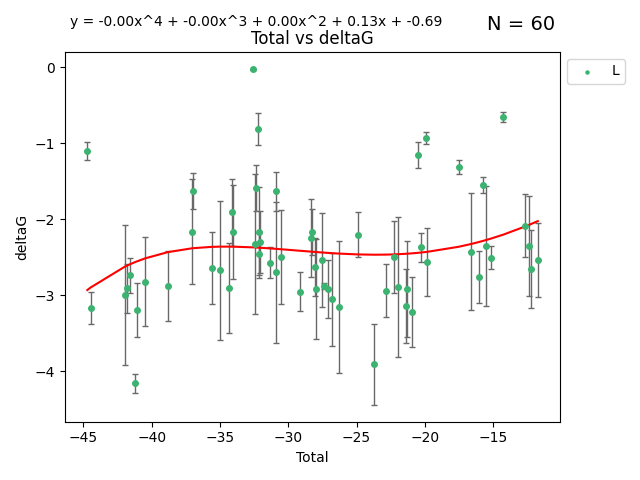 y = -0.00x^4 + -0.00x^3 + 0.00x^2 + 0.13x + -0.69
N = 60
Total vs deltaG
L
0
−1
−2
−3
−4
deltaG
−45 −40 −35 −30 −25 −20 −15
Total